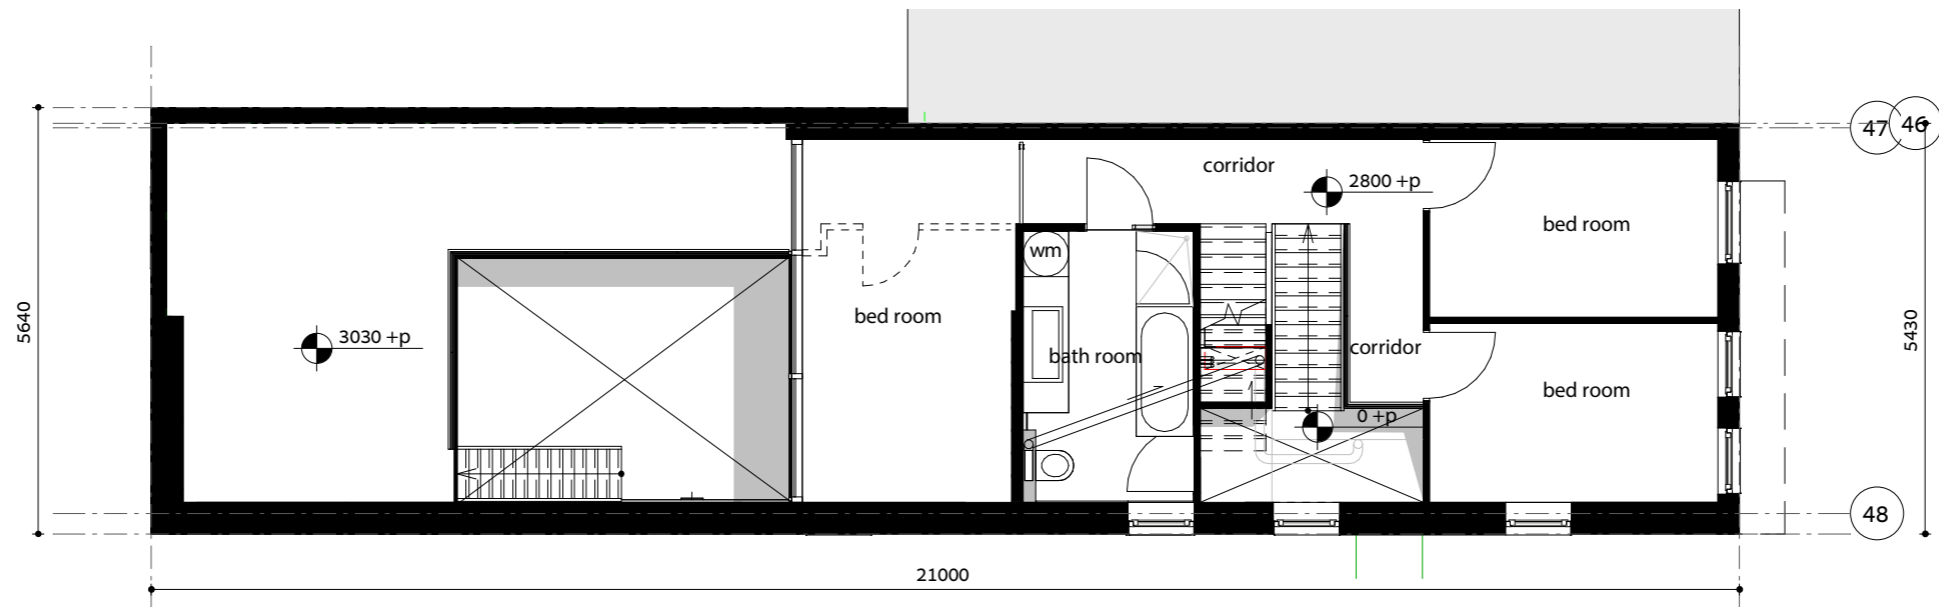 47
46
corridor
2800 +p
bed room
wm
5640
3030 +p
bed room
bath room
corridor
5430
bed room
0 +p
48
21000